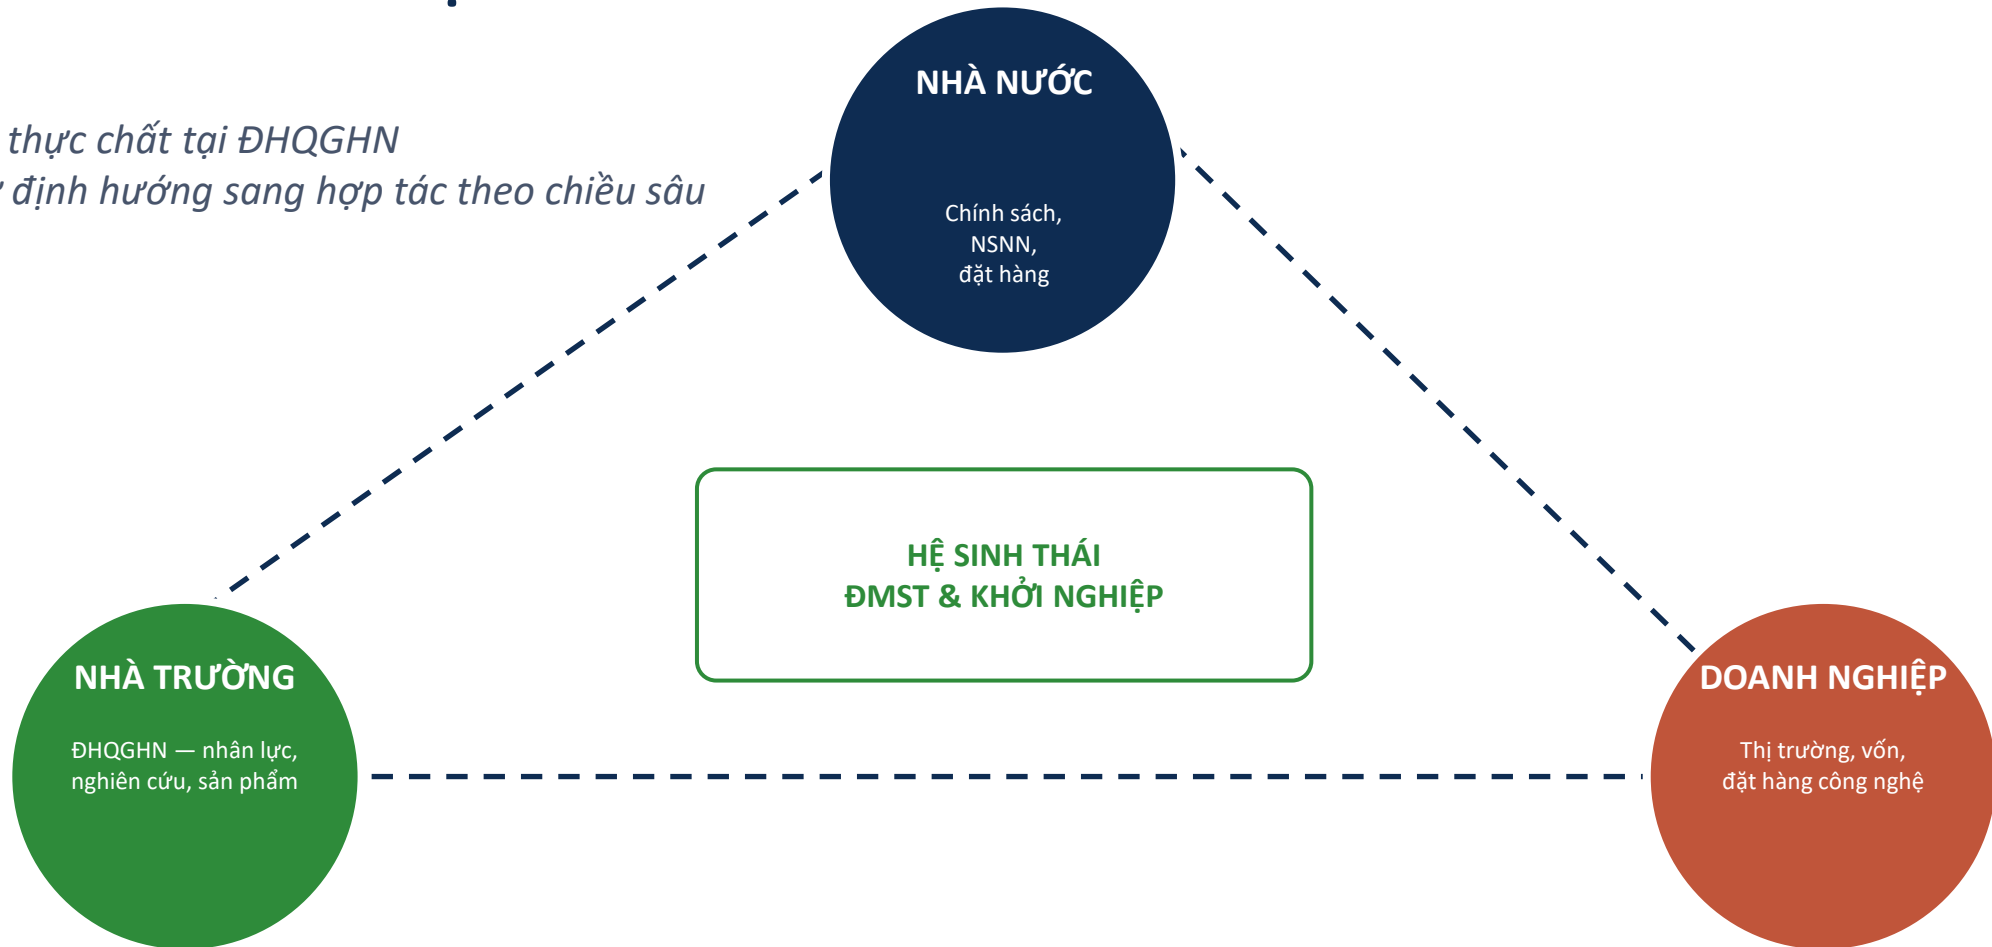 NHÀ NƯỚC
thực chất tại ĐHQGHN
định hướng sang hợp tác theo chiều sâu
Chính sách,
NSNN,
đặt hàng
HỆ SINH THÁI
ĐMST & KHỞI NGHIỆP
NHÀ TRƯỜNG
ĐHQGHN — nhân lực,
nghiên cứu, sản phẩm
DOANH NGHIỆP
Thị trường, vốn,
đặt hàng công nghệ